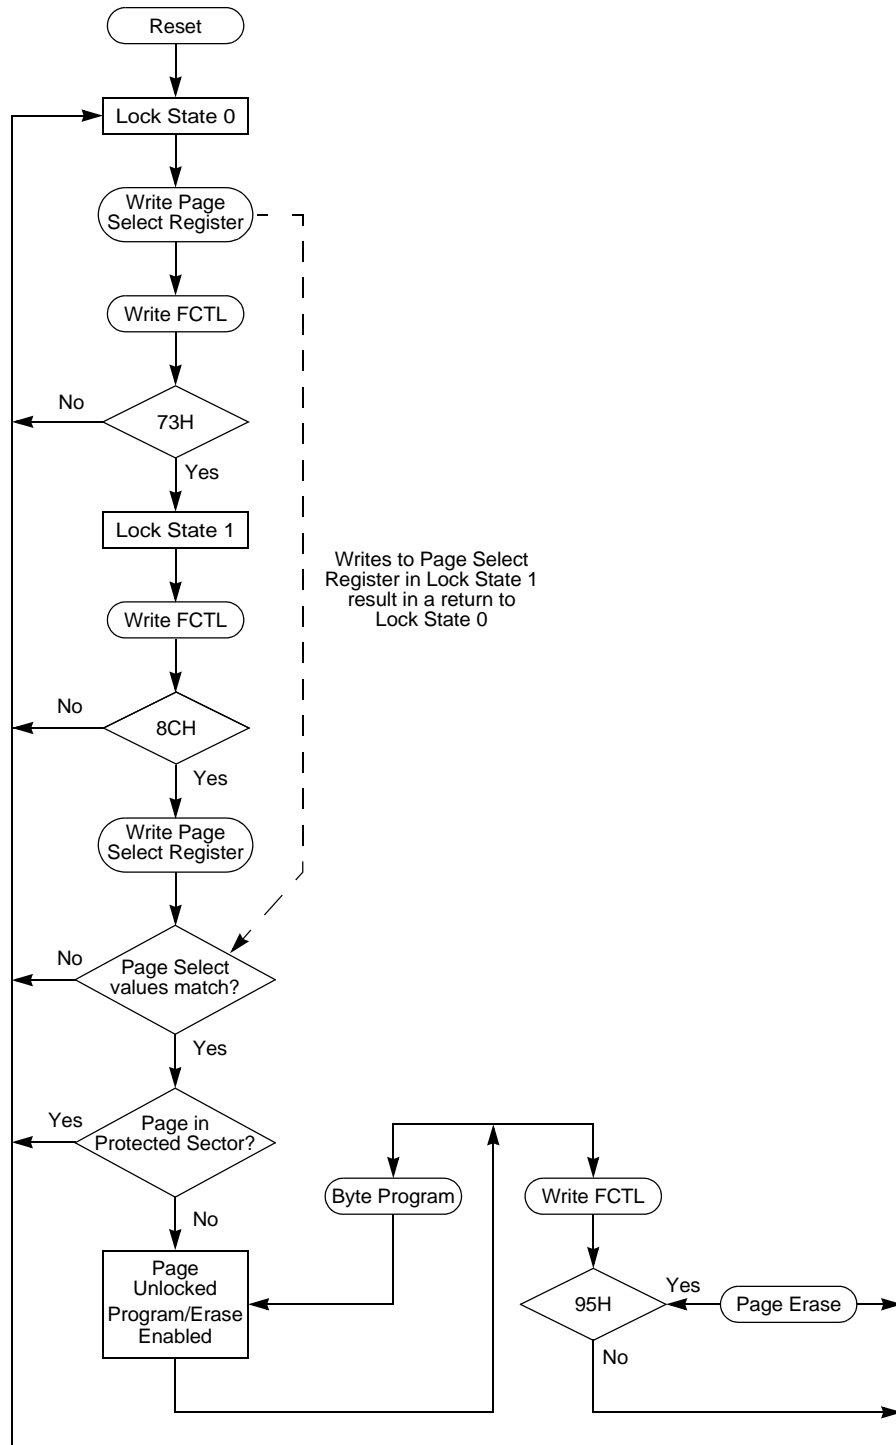 Reset
Lock State 0
Write Page
Select Register
Write FCTL
No
73H
Yes
Lock State 1
Writes to Page Select
Register in Lock State 1
result in a return to
Lock State 0
Write FCTL
No
8CH
Yes
Write Page
Select Register
No
Page Select
values match?
Yes
Yes
Page in
Protected Sector?
No
Byte Program
Write FCTL
Page
Unlocked
Program/Erase
Enabled
95H
Yes
Page Erase
No